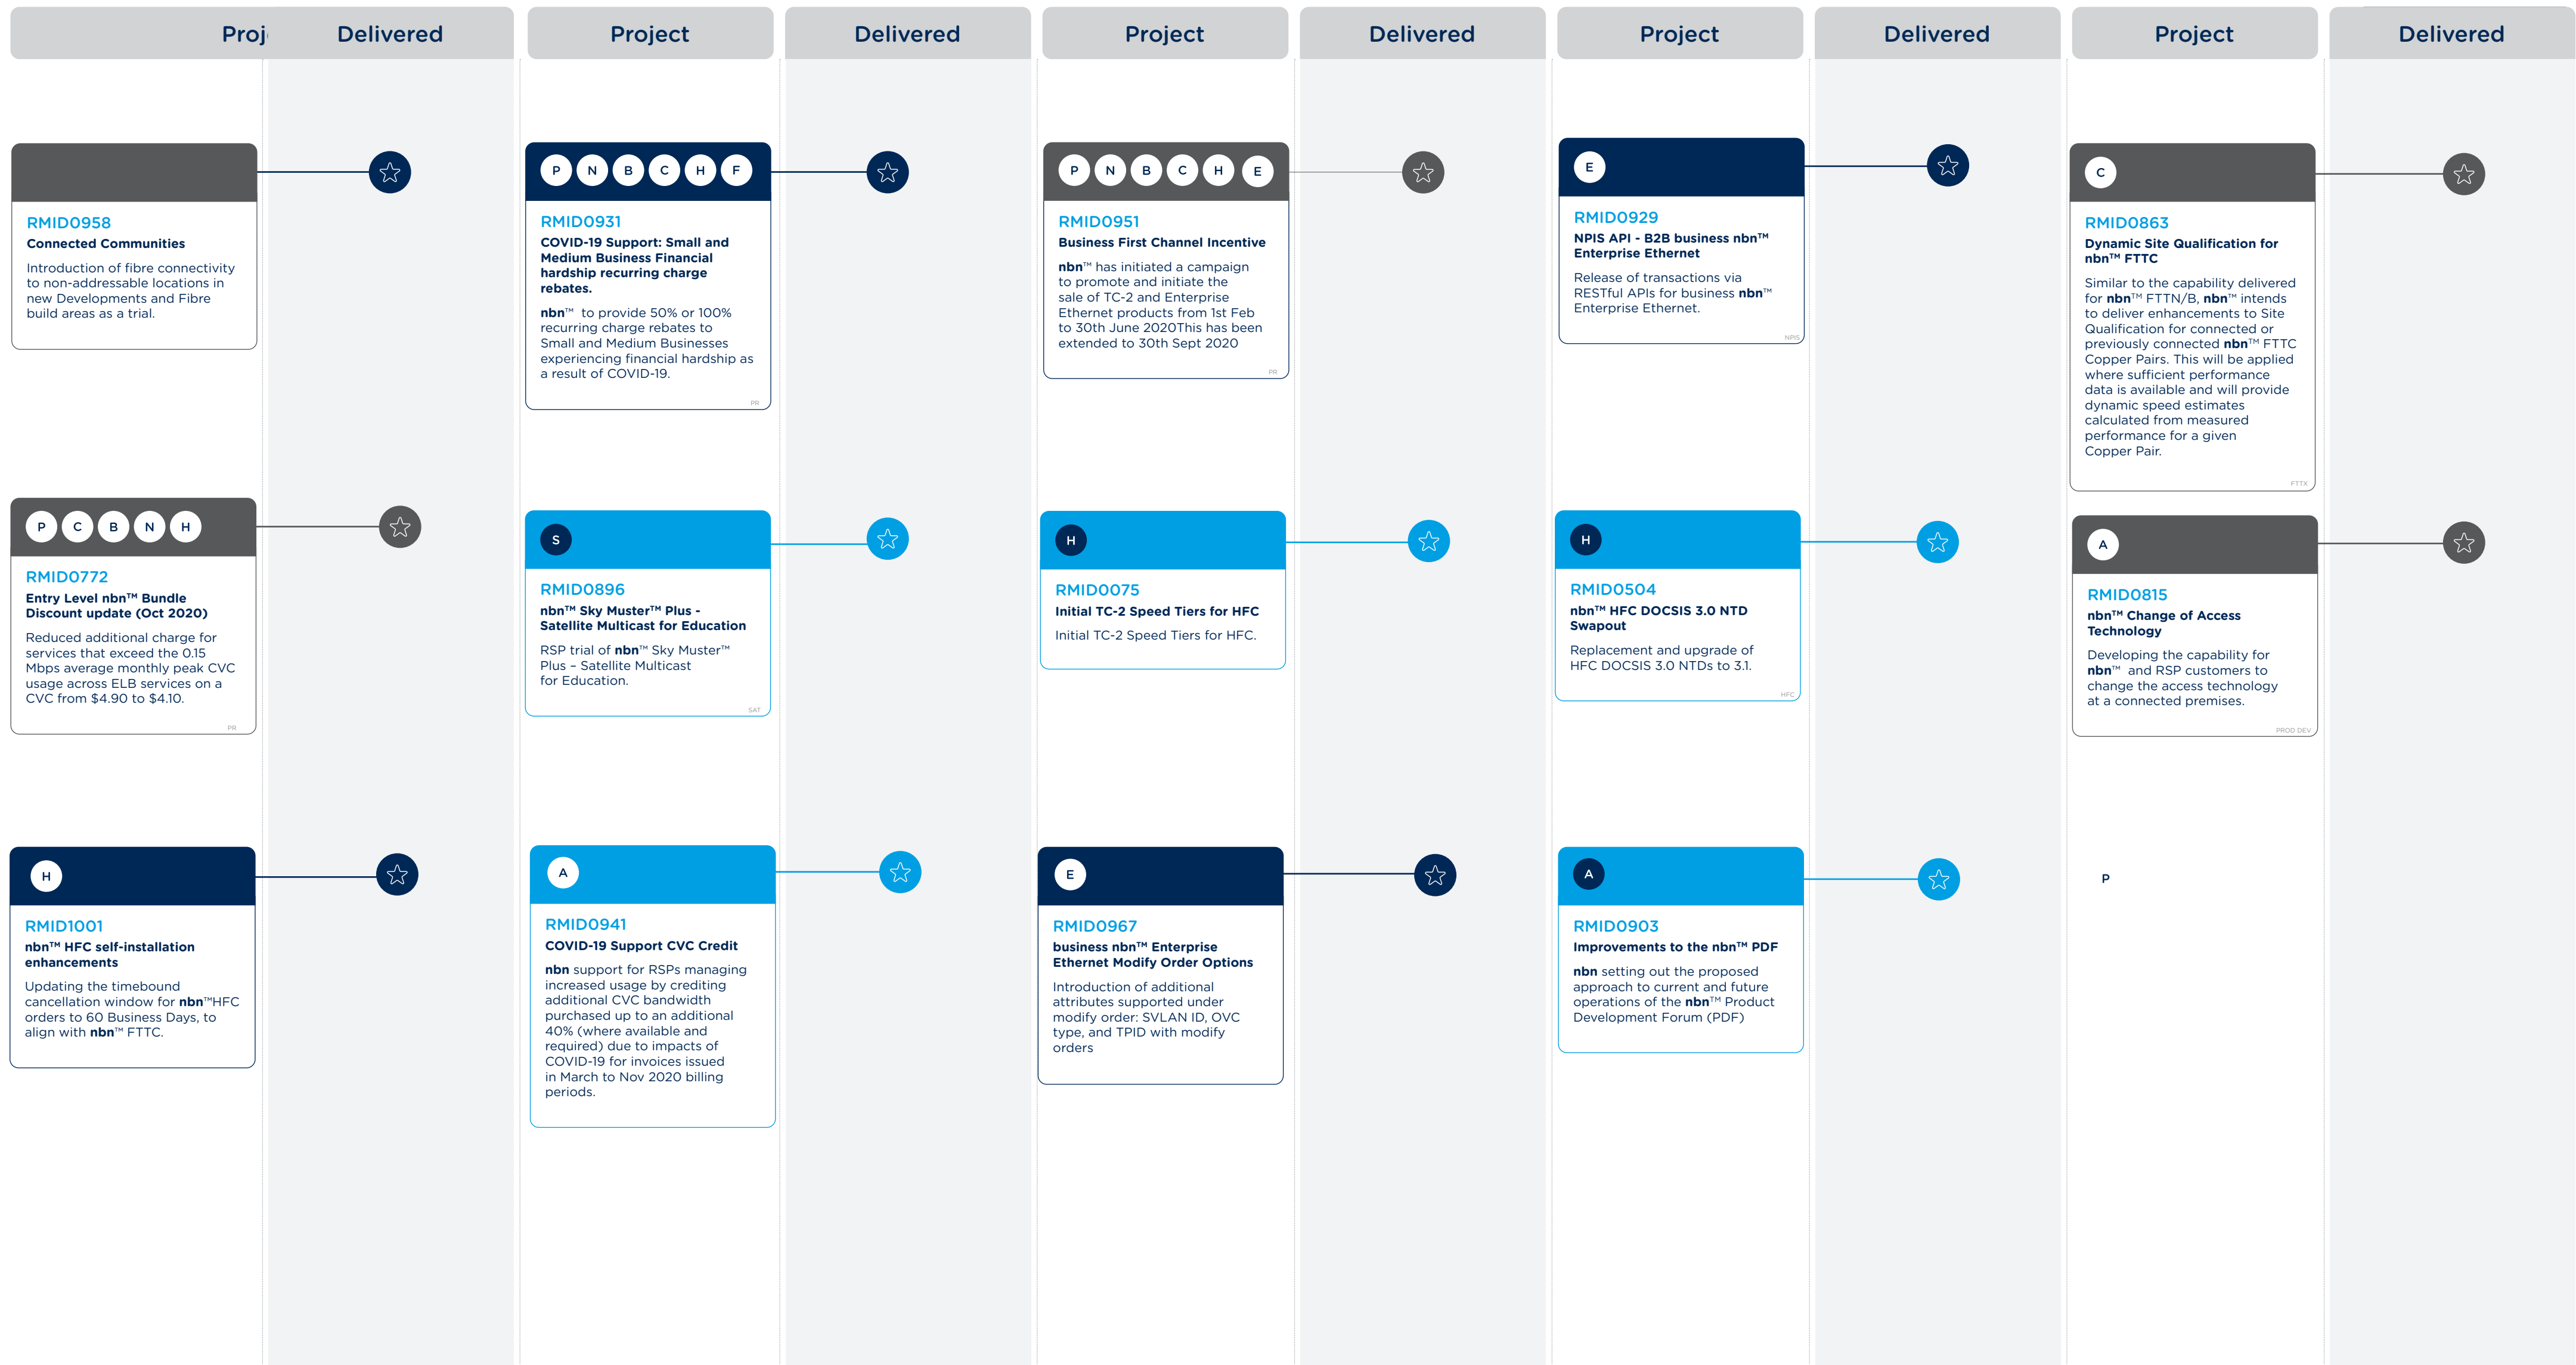 Proj Delivered Project Delivered Project Delivered Project Delivered Project Delivered
RMID0958
Connected Communities
Introduction of fibre connectivity
to non-addressable locations in
new Developments and Fibre
build areas as a trial.
P N B C H F
RMID0931
COVID-19 Support: Small and
Medium Business Financial
hardship recurring charge
rebates.
nbn™ to provide 50% or 100%
recurring charge rebates to
Small and Medium Businesses
experiencing financial hardship as
a result of COVID-19.
PR
P N B C H E
RMID0951
Business First Channel Incentive
nbn™ has initiated a campaign
to promote and initiate the
sale of TC-2 and Enterprise
Ethernet products from 1st Feb
to 30th June 2020This has been
extended to 30th Sept 2020
PR
E
RMID0929
NPIS API - B2B business nbn™
Enterprise Ethernet
Release of transactions via
RESTful APIs for business nbn™
Enterprise Ethernet.
NPIS
C
RMID0863
Dynamic Site Qualification for
nbn™ FTTC
Similar to the capability delivered
for nbn™ FTTN/B, nbn™ intends
to deliver enhancements to Site
Qualification for connected or
previously connected nbn™ FTTC
Copper Pairs. This will be applied
where sufficient performance
data is available and will provide
dynamic speed estimates
calculated from measured
performance for a given
Copper Pair.
FTTX
P C B N H
RMID0772
Entry Level nbn™ Bundle
Discount update (Oct 2020)
Reduced additional charge for
services that exceed the 0.15
Mbps average monthly peak CVC
usage across ELB services on a
CVC from $4.90 to $4.10.
PR
S
RMID0896
nbn™ Sky Muster™ Plus -
Satellite Multicast for Education
RSP trial of nbn™ Sky Muster™
Plus – Satellite Multicast
for Education.
SAT
H
RMID0075
Initial TC-2 Speed Tiers for HFC
Initial TC-2 Speed Tiers for HFC.
H
RMID0504
nbn™ HFC DOCSIS 3.0 NTD
Swapout
Replacement and upgrade of
HFC DOCSIS 3.0 NTDs to 3.1.
HFC
A
RMID0815
nbn™ Change of Access
Technology
Developing the capability for
nbn™ and RSP customers to
change the access technology
at a connected premises.
PROD DEV
H
RMID1001
nbn™ HFC self-installation
enhancements
Updating the timebound
cancellation window for nbn™HFC
orders to 60 Business Days, to
align with nbn™ FTTC.
A
RMID0941
COVID-19 Support CVC Credit
nbn support for RSPs managing
increased usage by crediting
additional CVC bandwidth
purchased up to an additional
40% (where available and
required) due to impacts of
COVID-19 for invoices issued
in March to Nov 2020 billing
periods.
E
RMID0967
business nbn™ Enterprise
Ethernet Modify Order Options
Introduction of additional
attributes supported under
modify order: SVLAN ID, OVC
type, and TPID with modify
orders
A
RMID0903
Improvements to the nbn™ PDF
nbn setting out the proposed
approach to current and future
operations of the nbn™ Product
Development Forum (PDF)
P